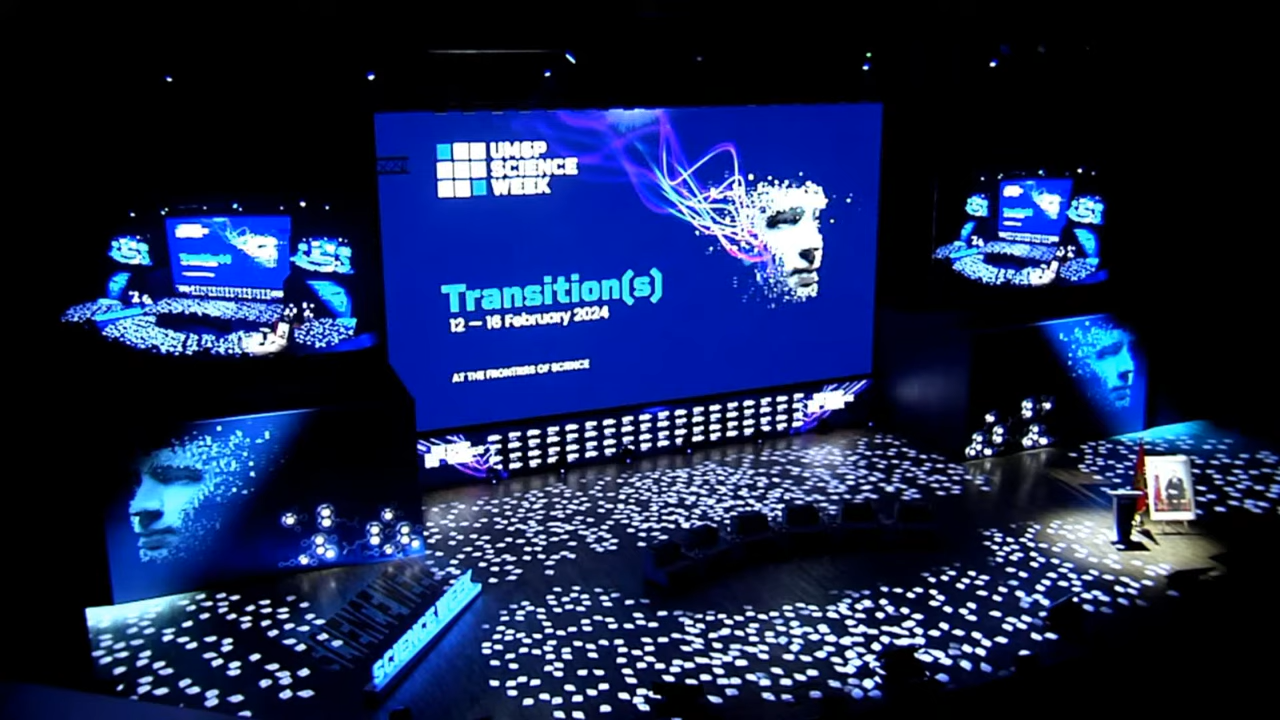 UM6P
SCIENCE
WEEK
Transition(s)
12 — 16 February 2024
AT THE FRONTIERS OF SCIENCE
SCIENCE WEEK